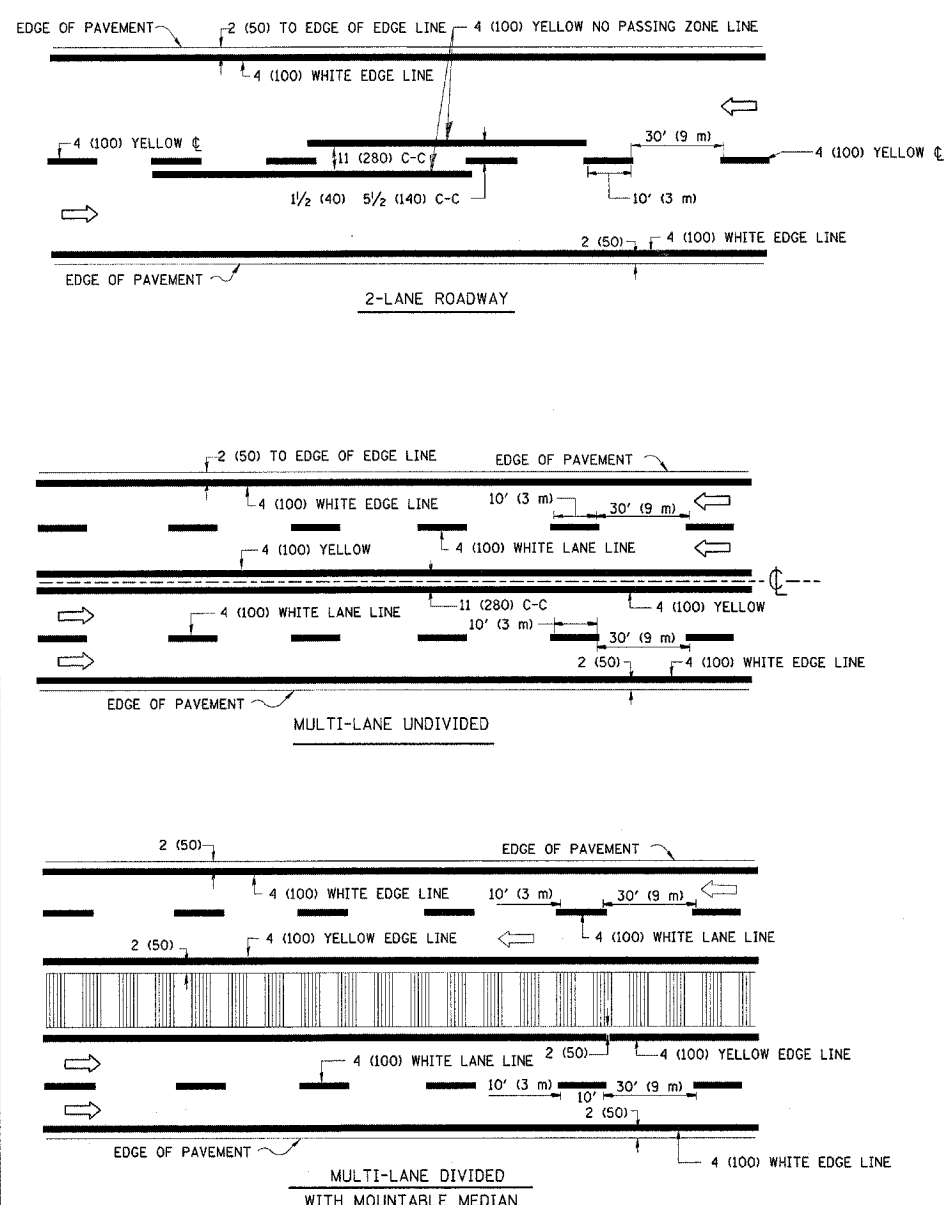 EDGE OF PAVEMENT
2 (50) TO EDGE OF EDGE LINE
4 (100) YELLOW NO PASSING ZONE LINE
4 (100) WHITE EDGE LINE
30' (9 m)
4 (100) YELLOW ℄
11 (280) C-C
4 (100) YELLOW ℄
1½ (40) 5½ (140) C-C
10' (3 m)
2 (50)
4 (100) WHITE EDGE LINE
EDGE OF PAVEMENT
2-LANE ROADWAY
2 (50) TO EDGE OF EDGE LINE
EDGE OF PAVEMENT
4 (100) WHITE EDGE LINE
10' (3 m)
30' (9 m)
4 (100) YELLOW
4 (100) WHITE LANE LINE
℄
4 (100) WHITE LANE LINE
11 (280) C-C
4 (100) YELLOW
10' (3 m)
30' (9 m)
2 (50)
4 (100) WHITE EDGE LINE
EDGE OF PAVEMENT
MULTI-LANE UNDIVIDED
2 (50)
EDGE OF PAVEMENT
4 (100) WHITE EDGE LINE
10' (3 m)
30' (9 m)
2 (50)
4 (100) YELLOW EDGE LINE
4 (100) WHITE LANE LINE
4 (100) WHITE LANE LINE
2 (50)
4 (100) YELLOW EDGE LINE
10' (3 m)
30' (9 m)
10'
2 (50)
EDGE OF PAVEMENT
4 (100) WHITE EDGE LINE
MULTI-LANE DIVIDED
WITH MOUNTABLE MEDIAN